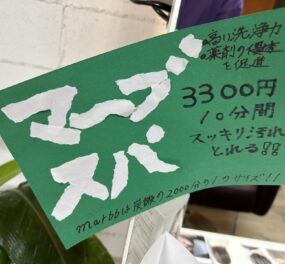 高い洗浄力
薬剤の浸透
を促進
マーブ
スパ
3300円
10分間
スッキリ汚れ
とれる!!
marbbは炭酸の2000分の1のサイズ!!